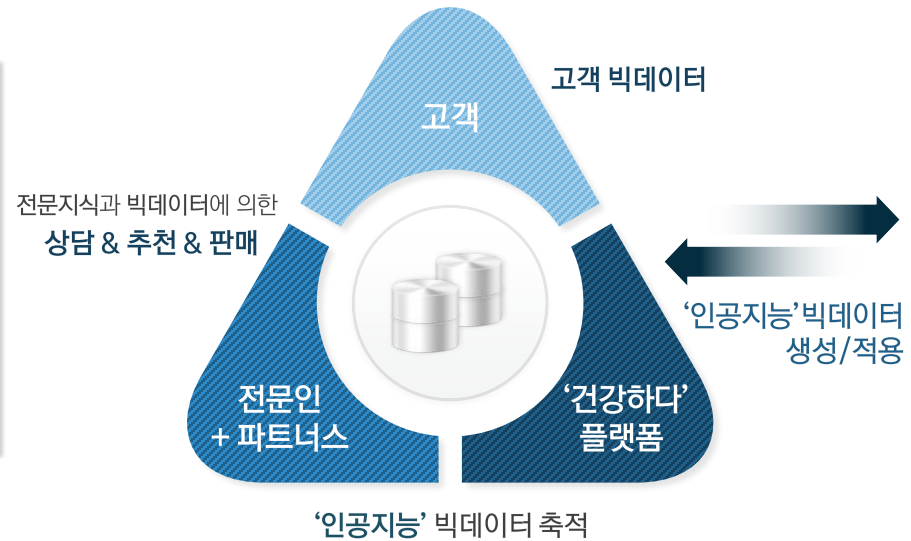 고객
고객 빅데이터
전문지식과 빅데이터에 의한
상담 & 추천 & 판매
‘인공지능’빅데이터
생성/적용
전문인
+ 파트너스
‘건강하다’
플랫폼
‘인공지능’ 빅데이터 축적